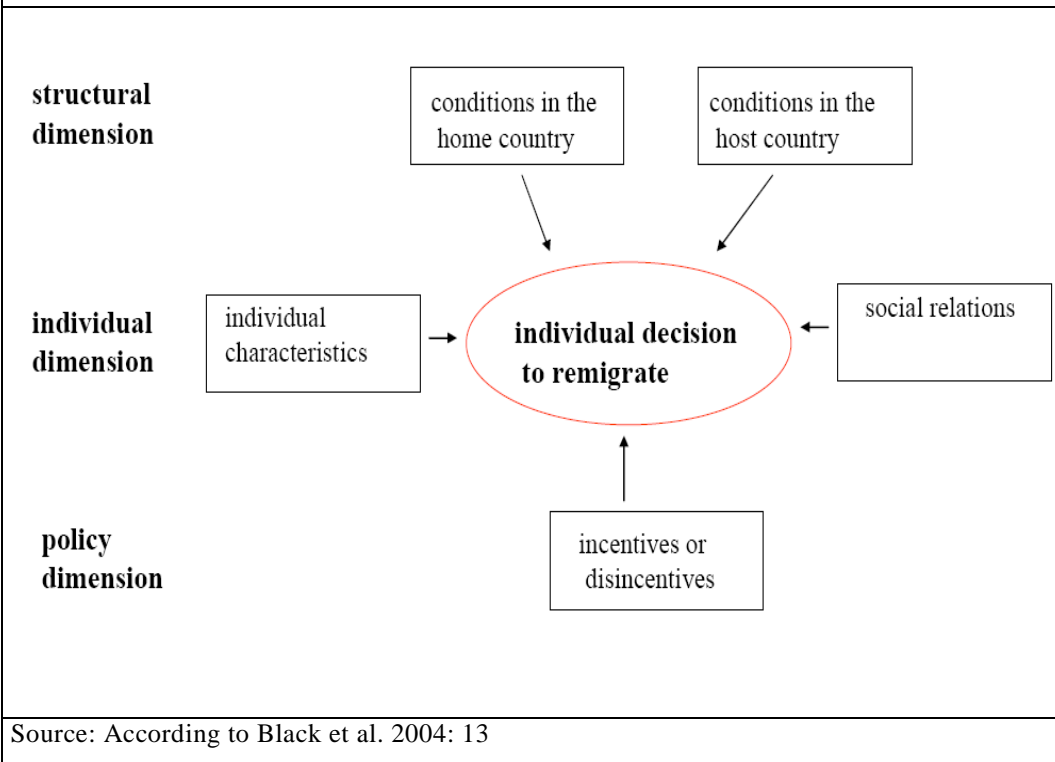 structural
dimension
conditions in the
home country
conditions in the
host country
individual
dimension
individual
characteristics
individual decision
to remigrate
social relations
policy
dimension
incentives or
disincentives
Source: According to Black et al. 2004: 13